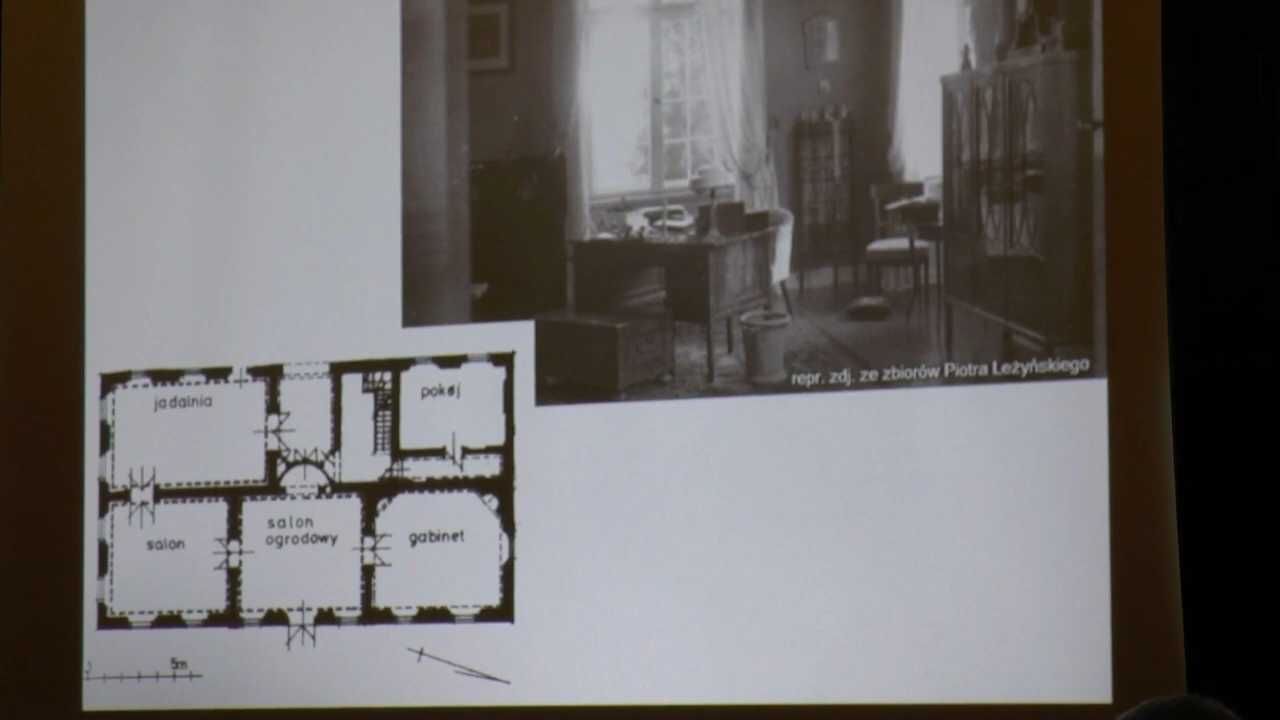 repr. zdj. ze zbiorów Piotra Leżyńskiego
jadalnia
pokój
salon
salon
ogrodowy
gabinet
5m